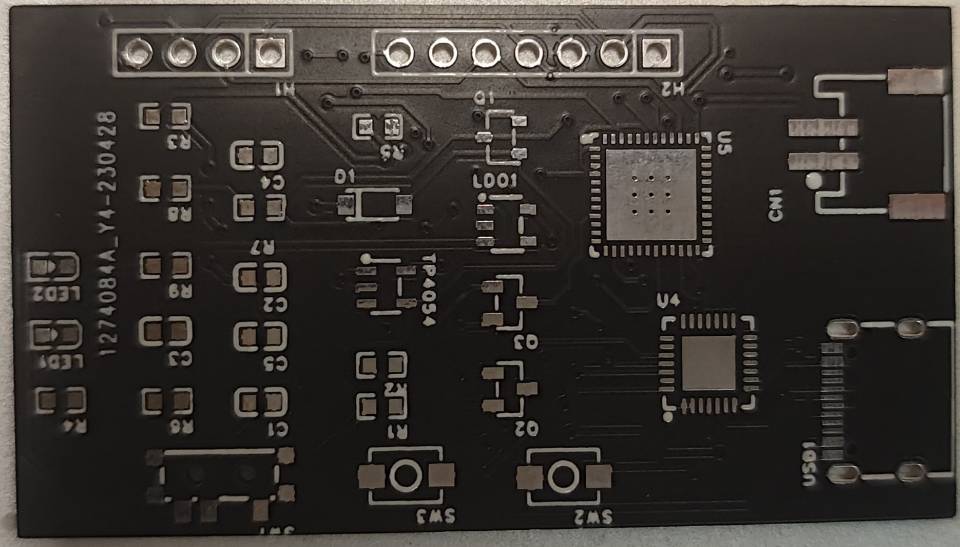 H1
H2
Q1
R3
R5
U5
C4
D1
LDO1
R8
CN1
R7
1274084A_Y4-230428
LED2
R9
C2
TP4054
U4
LED1
C3
C5
Q3
R2
R4
R6
C1
R1
Q2
USB1
SW1
SW3
SW2